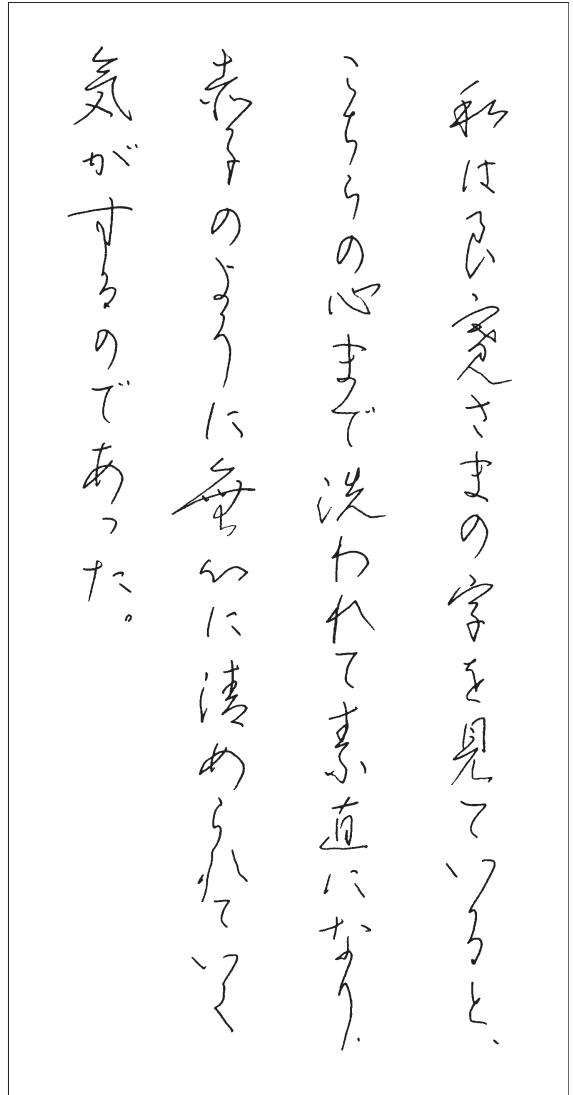 私は良寛さまの字を見ていると、
こちらの心まで洗われて素直になり、
赤子のように無心に清められていく
気がするのであった。